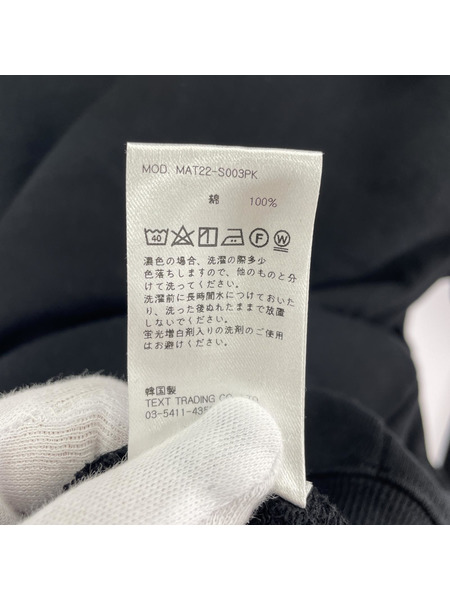 MOD. MAT22-S003PK
綿 100%
40 F W
濃色の場合、洗濯の際多少
色落ちしますので、他のものと分
けて洗ってください。
洗濯前に長時間水につけておいた
り、洗った後ぬれたままで放置
しないでください。
蛍光増白剤入りの洗剤のご使用
はお避けください。
韓国製
TEXT TRADING
03-5411-43